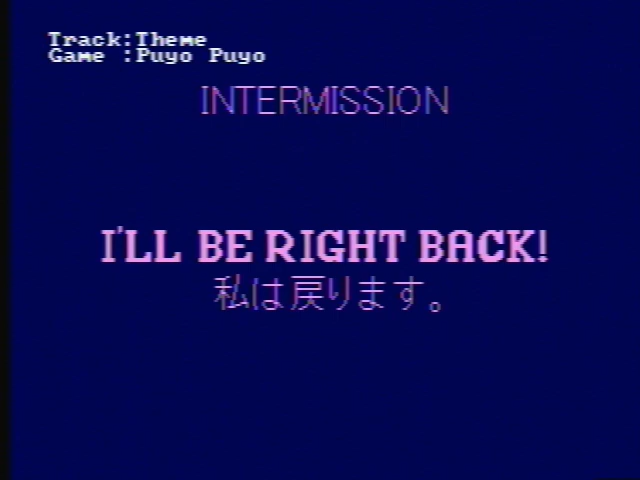 Track:Theme
Game :Puyo Puyo
INTERMISSION
I'LL BE RIGHT BACK!
私は戻ります。